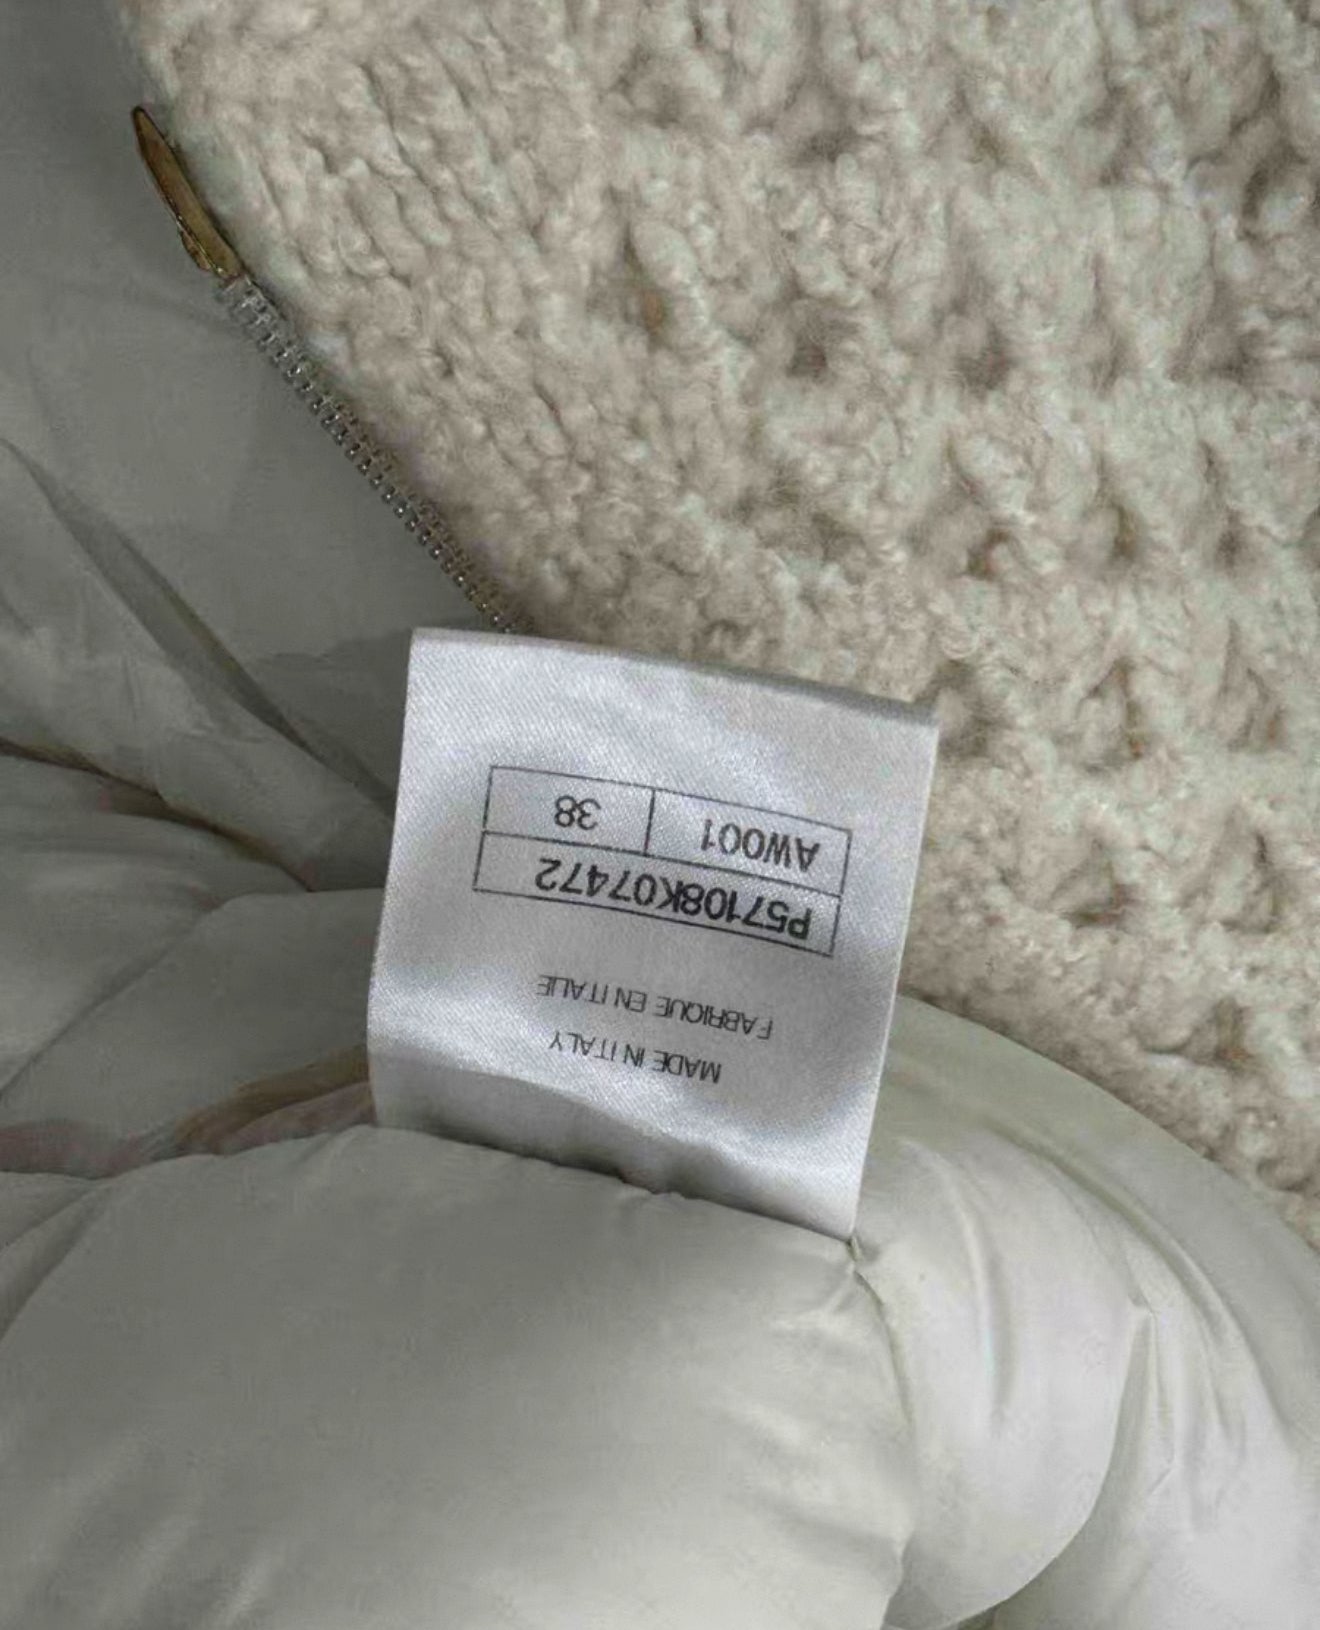 MADE IN ITALY
FABRIQUE EN ITALIE
P57108K07472
AW001 38